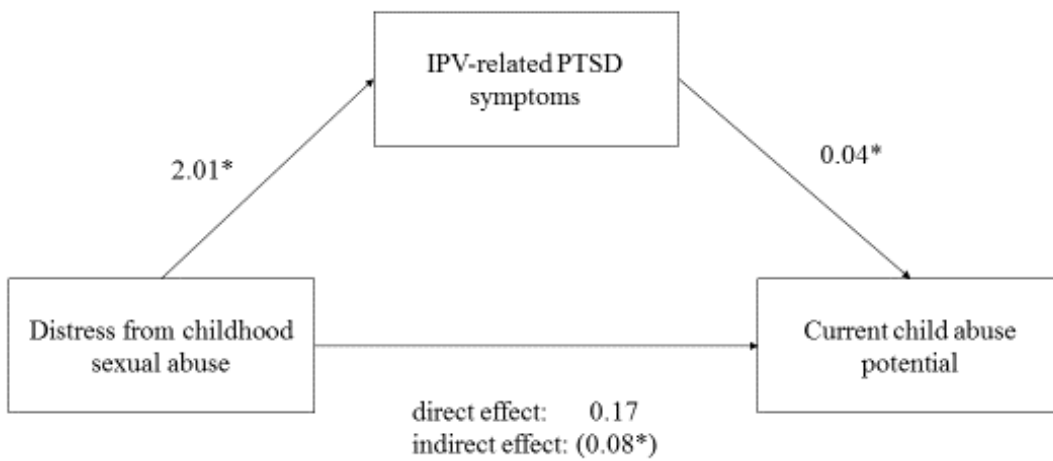 IPV-related PTSD
symptoms
2.01*
0.04*
Distress from childhood
sexual abuse
Current child abuse
potential
direct effect: 0.17
indirect effect: (0.08*)